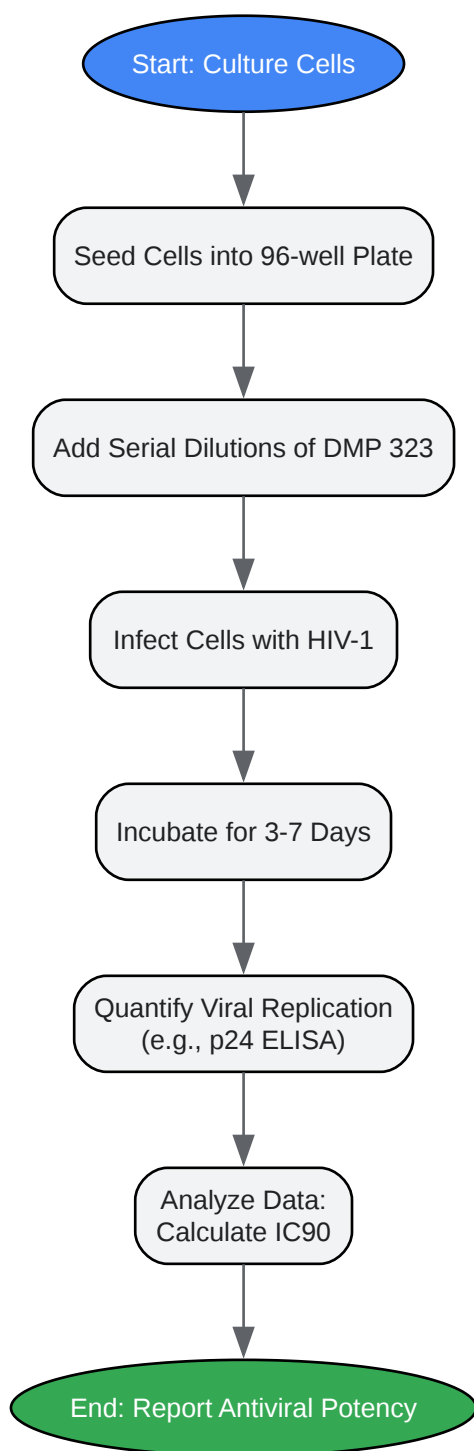 Start: Culture Cells
Seed Cells into 96-well Plate
Add Serial Dilutions of DMP 323
Infect Cells with HIV-1
Incubate for 3-7 Days
Quantify Viral Replication
(e.g., p24 ELISA)
Analyze Data:
Calculate IC90
End: Report Antiviral Potency